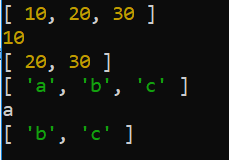 [ 10, 20, 30 ]
10
[ 20, 30 ]
[ 'a', 'b', 'c' ]
a
[ 'b', 'c' ]